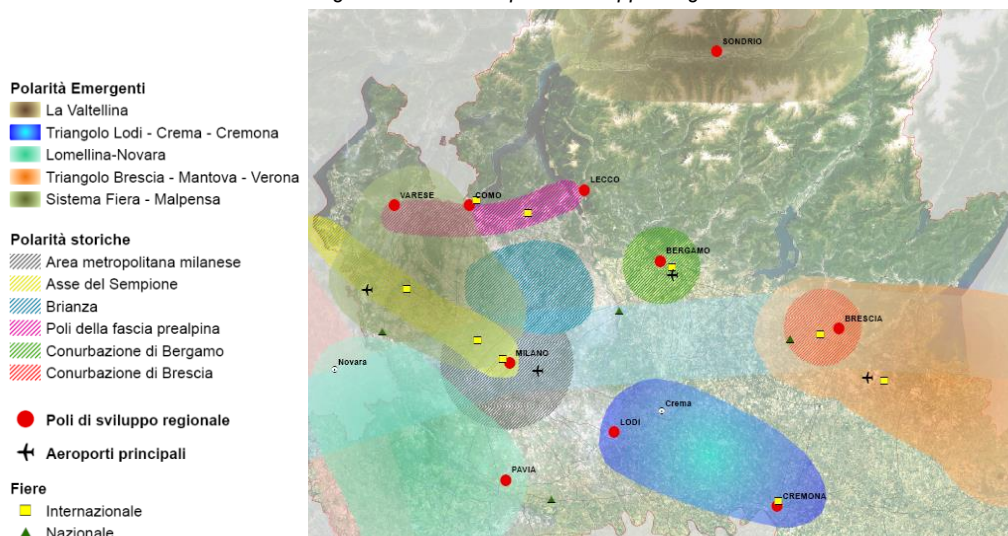 Polarità Emergenti
La Valtellina
Triangolo Lodi - Crema - Cremona
Lomellina-Novara
Triangolo Brescia - Mantova - Verona
Sistema Fiera - Malpensa
Polarità storiche
Area metropolitana milanese
Asse del Sempione
Brianza
Poli della fascia prealpina
Conurbazione di Bergamo
Conurbazione di Brescia
Poli di sviluppo regionale
Aeroporti principali
Fiere
Internazionale
Nazionale
SONDRIO
LECCO
VARESE
COMO
BERGAMO
BRESCIA
MILANO
Novara
Crema
LODI
PAVIA
CREMONA